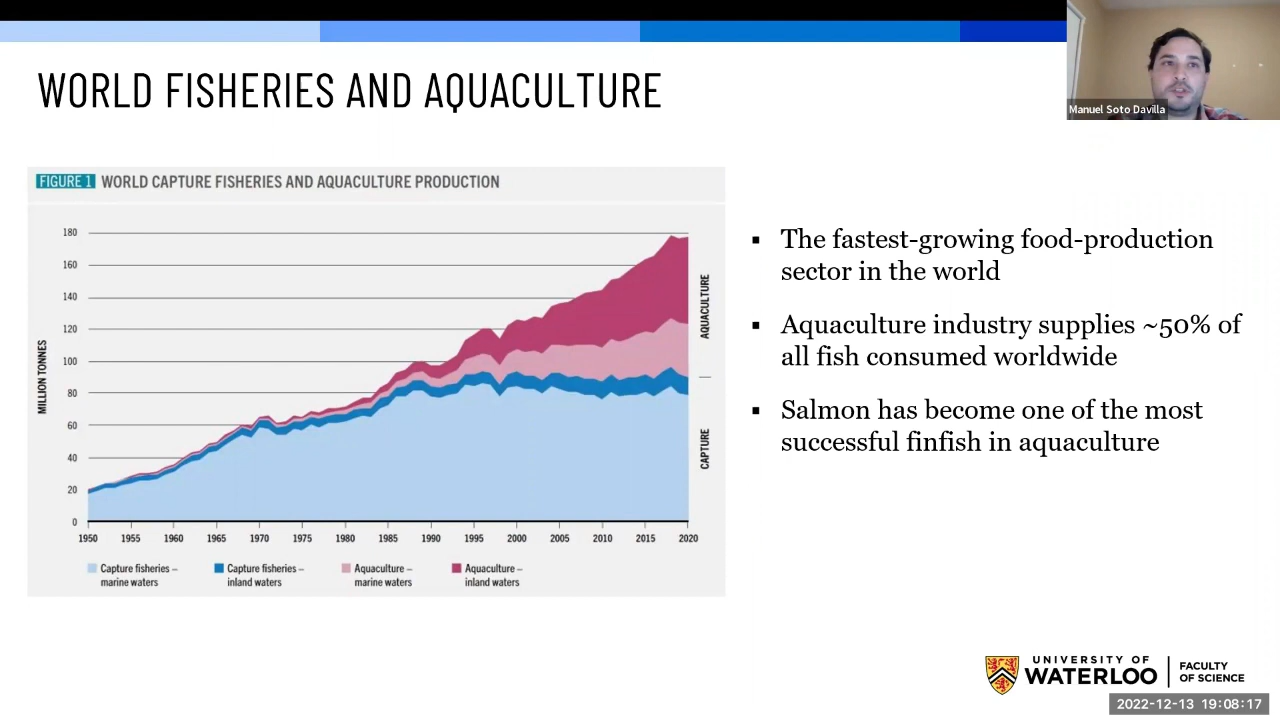 WORLD FISHERIES AND AQUACULTURE
Manuel Soto Davilla
FIGURE 1 WORLD CAPTURE FISHERIES AND AQUACULTURE PRODUCTION
MILLION TONNES
180
160
140
120
100
80
60
40
20
0
1950 1955 1960 1965 1970 1975 1980 1985 1990 1995 2000 2005 2010 2015 2020
AQUACULTURE
CAPTURE
Capture fisheries –
marine waters
Capture fisheries –
inland waters
Aquaculture –
marine waters
Aquaculture –
inland waters
▪ The fastest-growing food-production
sector in the world
▪ Aquaculture industry supplies ~50% of
all fish consumed worldwide
▪ Salmon has become one of the most
successful finfish in aquaculture
UNIVERSITY OF
WATERLOO
FACULTY
OF SCIENCE
2022-12-13 19:08:17